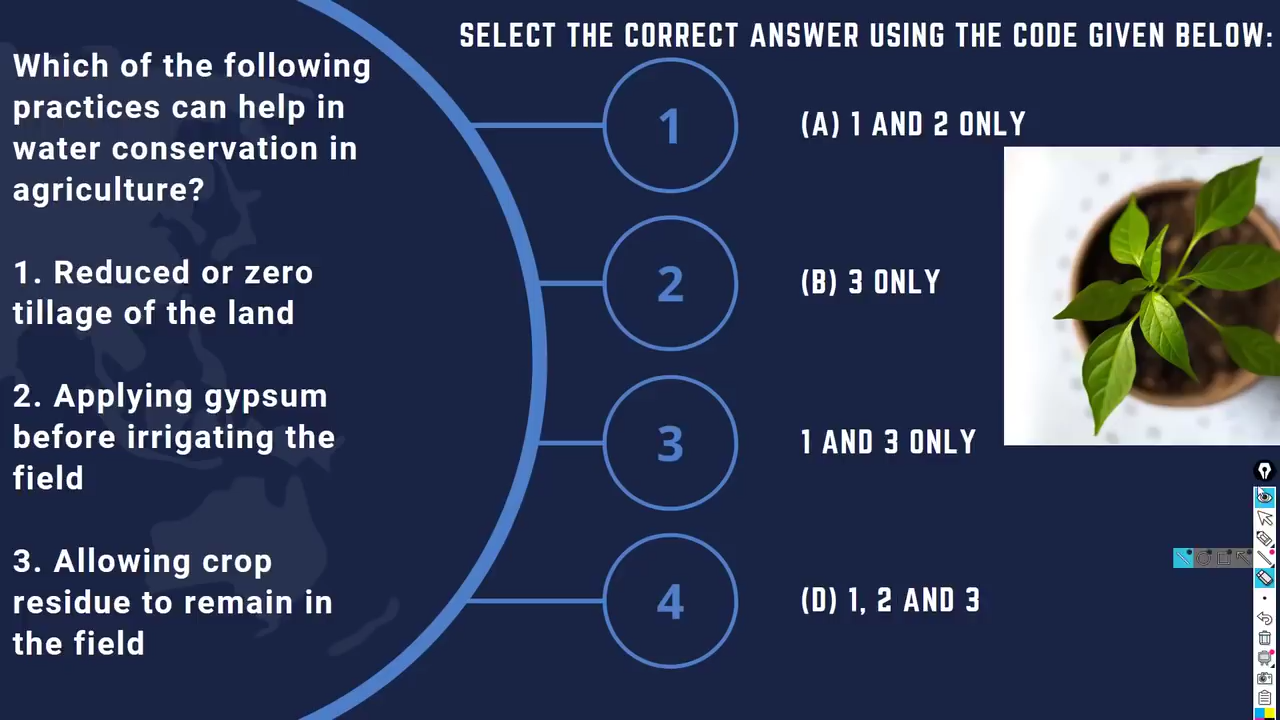 SELECT THE CORRECT ANSWER USING THE CODE GIVEN BELOW:
Which of the following
practices can help in
water conservation in
agriculture?
1. Reduced or zero
tillage of the land
2. Applying gypsum
before irrigating the
field
3. Allowing crop
residue to remain in
the field
1
(A) 1 AND 2 ONLY
2
(B) 3 ONLY
3
1 AND 3 ONLY
4
(D) 1, 2 AND 3